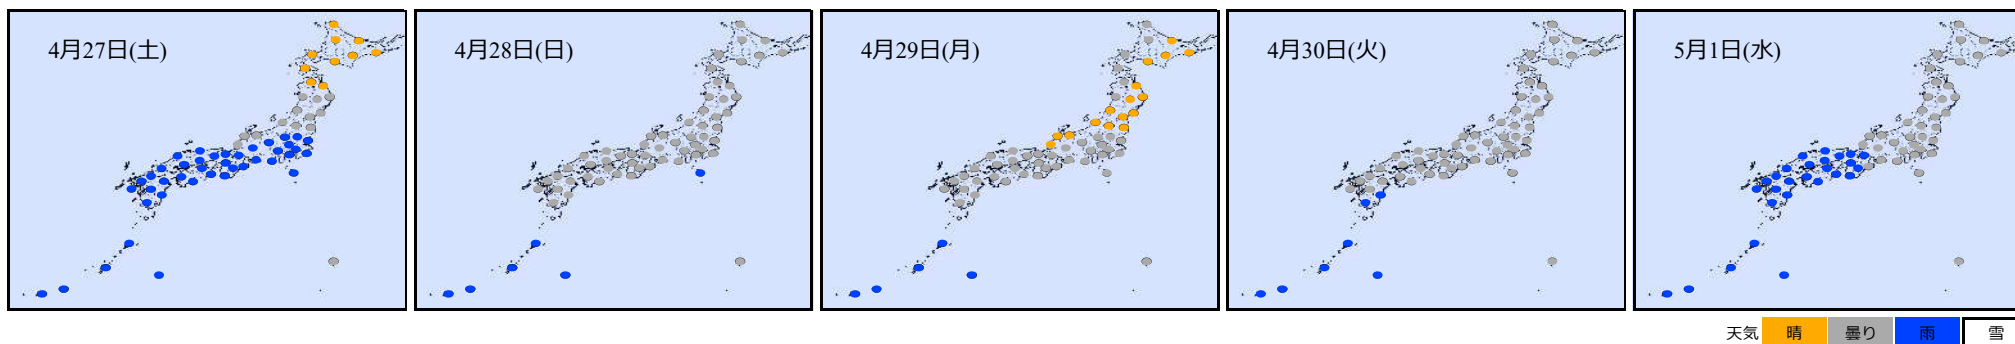 4月27日(土)
4月28日(日)
4月29日(月)
4月30日(火)
5月1日(水)
天気 晴 曇り 雨 雪